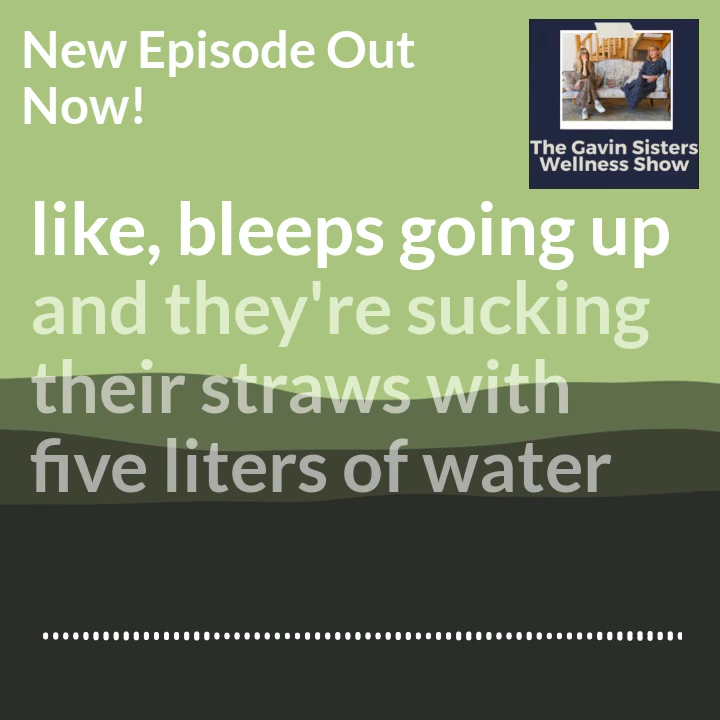 New Episode Out
Now!
The Gavin Sisters
Wellness Show
like, bleeps going up
and they're sucking
their straws with
five liters of water